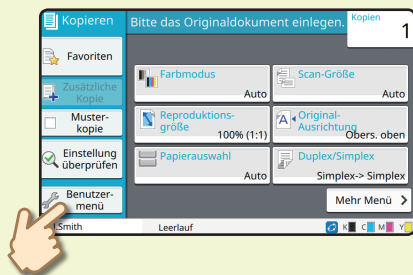 Kopieren
Bitte das Originaldokument einlegen.
Kopien
1
Favoriten
Zusätzliche
Kopie
Muster-
kopie
Einstellung
überprüfen
Benutzer-
menü
Farbmodus
Auto
Scan-Größe
Auto
Reproduktions-
größe
100% (1:1)
Original-
Ausrichtung
Obers. oben
Papierauswahl
Auto
Duplex/Simplex
Simplex-> Simplex
Mehr Menü
.Smith
Leerlauf
K
C
M
Y